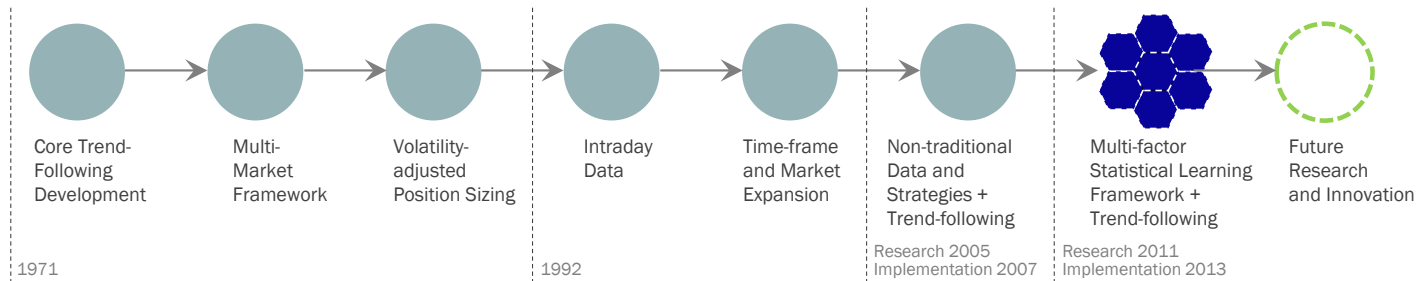 Core Trend-
Following
Development
Multi-
Market
Framework
Volatility-
adjusted
Position Sizing
Intraday
Data
Time-frame
and Market
Expansion
Non-traditional
Data and
Strategies +
Trend-following
Multi-factor
Statistical Learning
Framework +
Trend-following
Future
Research
and Innovation
1971
1992
Research 2005
Implementation 2007
Research 2011
Implementation 2013